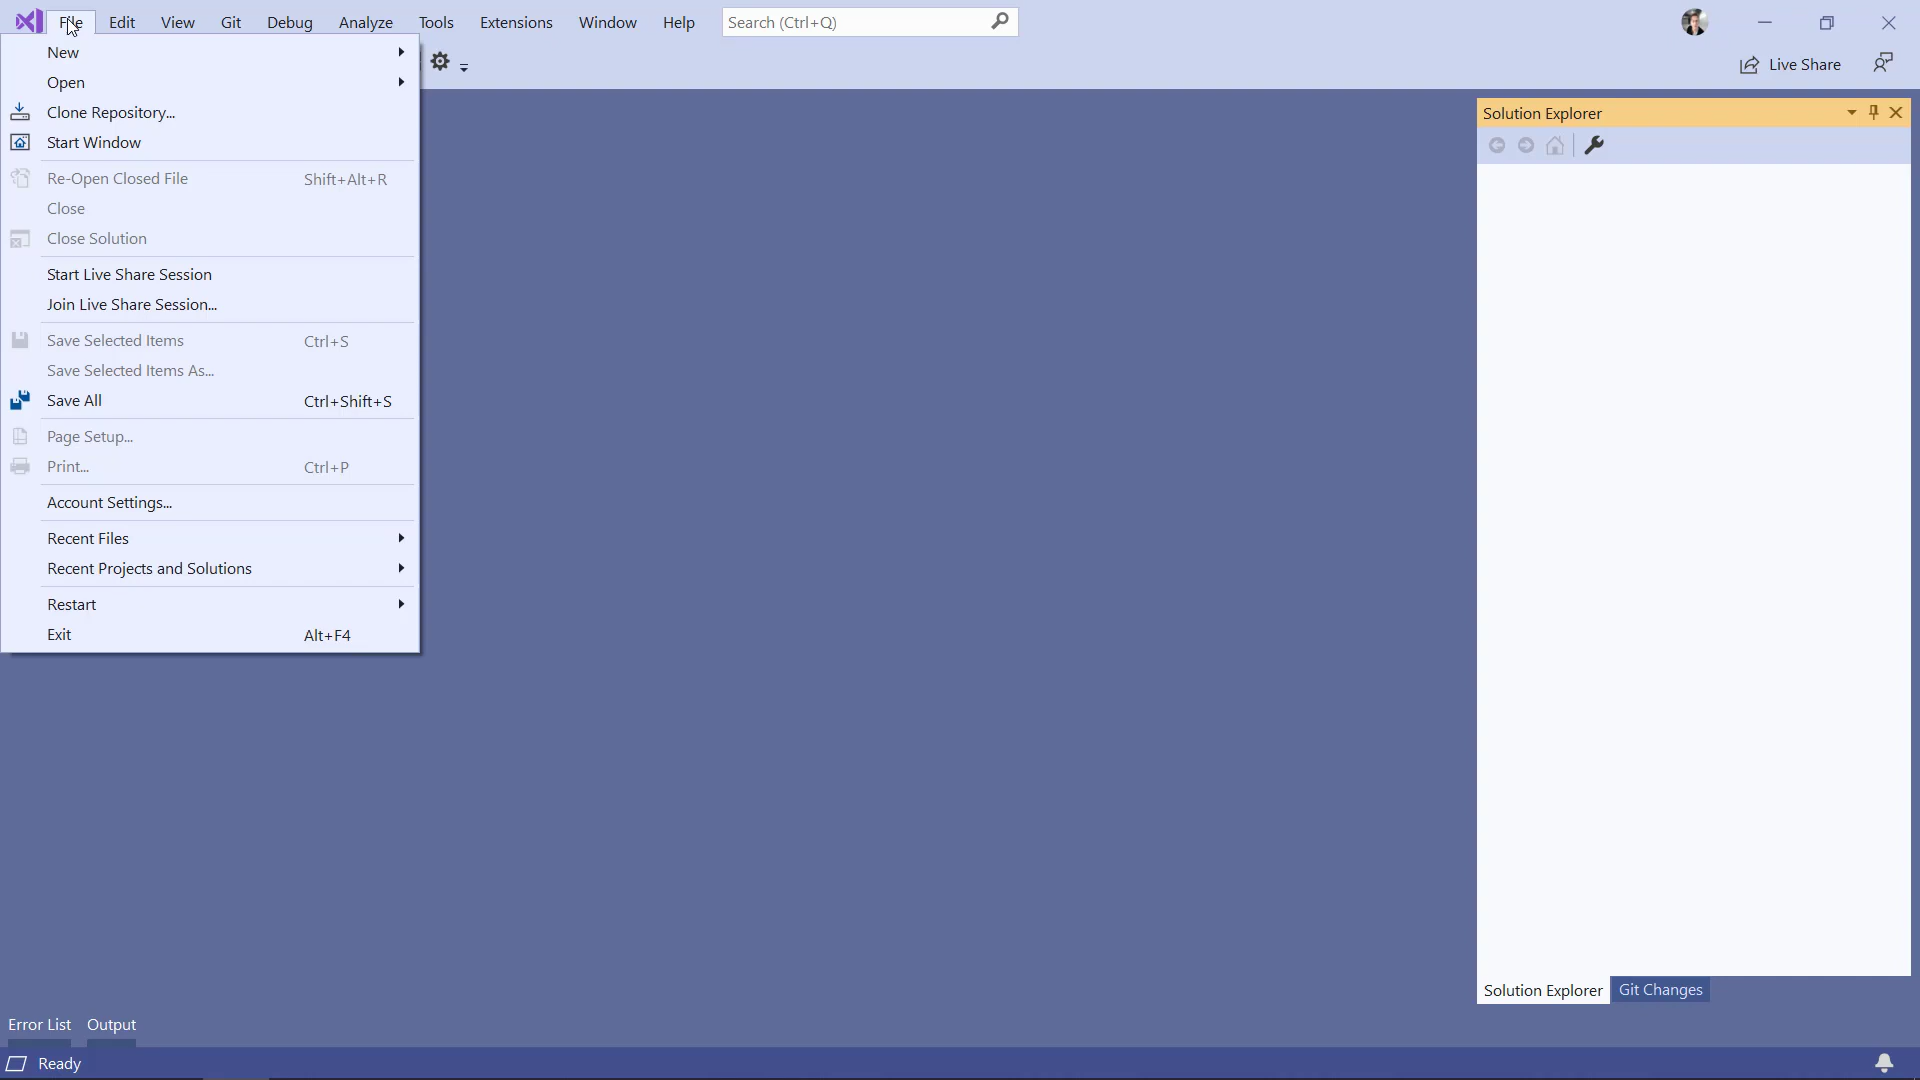 File Edit View Git Debug Analyze Tools Extensions Window Help Search (Ctrl+Q)
Live Share
New
Open
Clone Repository...
Start Window
Re-Open Closed File Shift+Alt+R
Close
Close Solution
Start Live Share Session
Join Live Share Session...
Save Selected Items Ctrl+S
Save Selected Items As...
Save All Ctrl+Shift+S
Page Setup...
Print... Ctrl+P
Account Settings...
Recent Files
Recent Projects and Solutions
Restart
Exit Alt+F4
Solution Explorer
Solution Explorer Git Changes
Error List Output
Ready